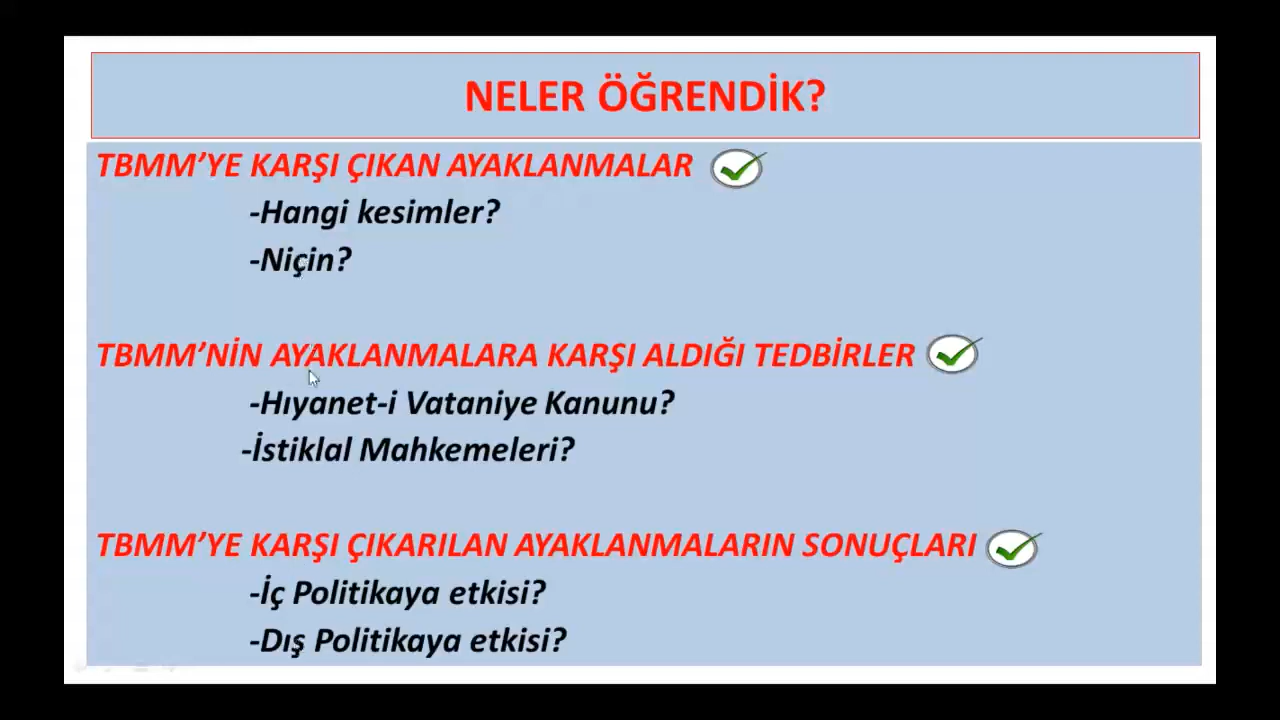 NELER ÖĞRENDİK?
TBMM'YE KARŞI ÇIKAN AYAKLANMALAR
-Hangi kesimler?
-Niçin?
TBMM'NİN AYAKLANMALARA KARŞI ALDIĞI TEDBİRLER
-Hıyanet-i Vataniye Kanunu?
-İstiklal Mahkemeleri?
TBMM'YE KARŞI ÇIKARILAN AYAKLANMALARIN SONUÇLARI
-İç Politikaya etkisi?
-Dış Politikaya etkisi?